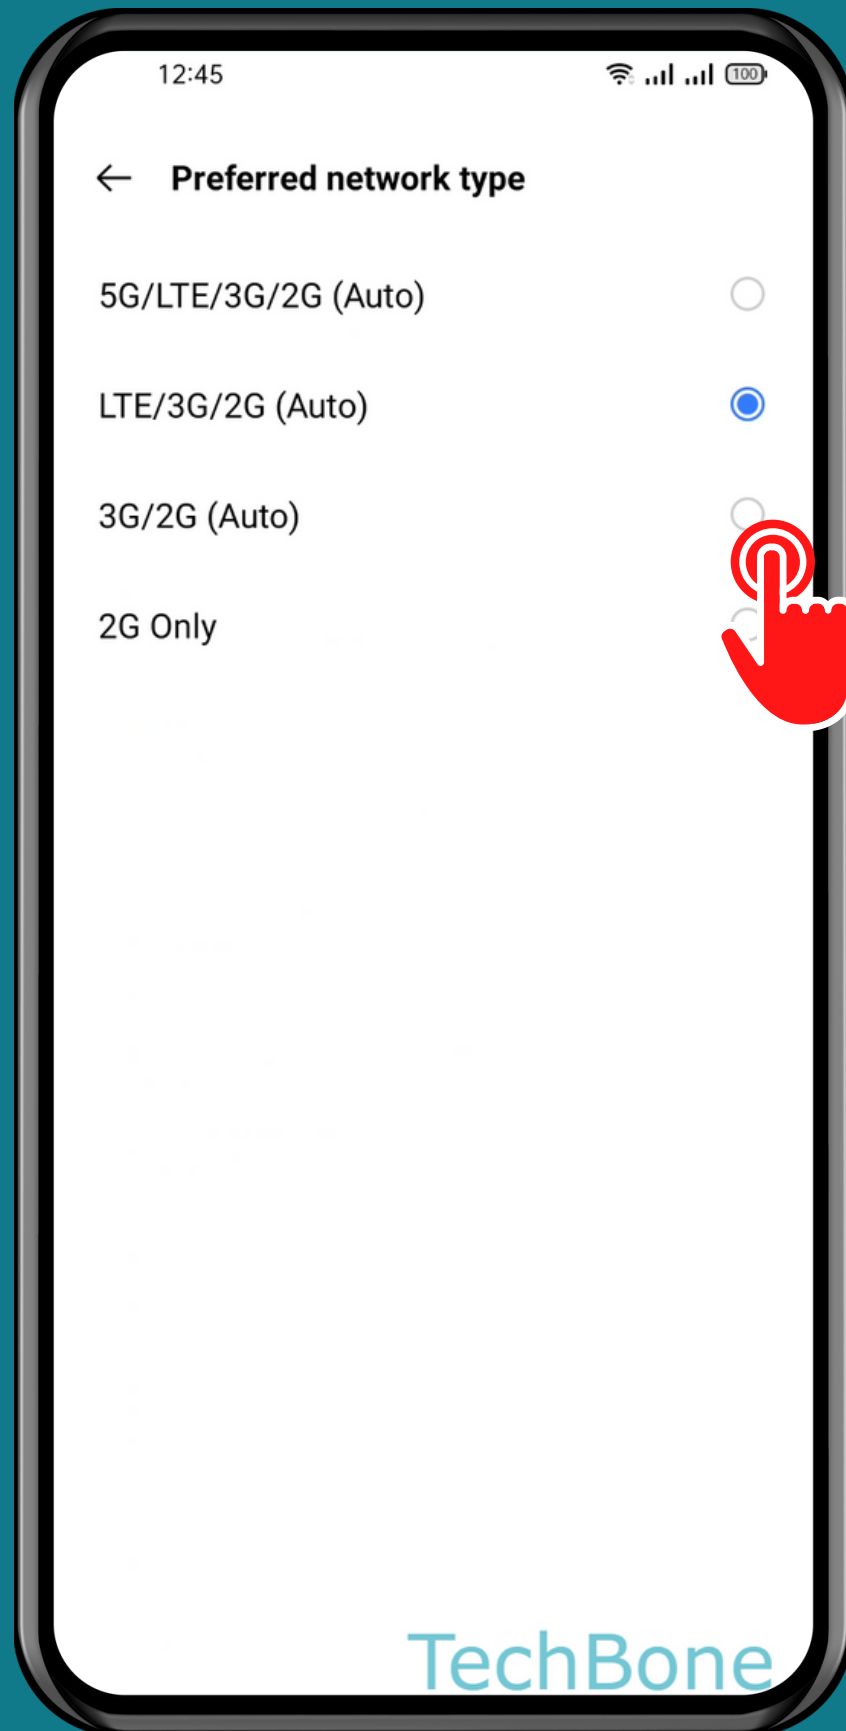 12:45
100
Preferred network type
5G/LTE/3G/2G (Auto)
LTE/3G/2G (Auto)
3G/2G (Auto)
2G Only
TechBone